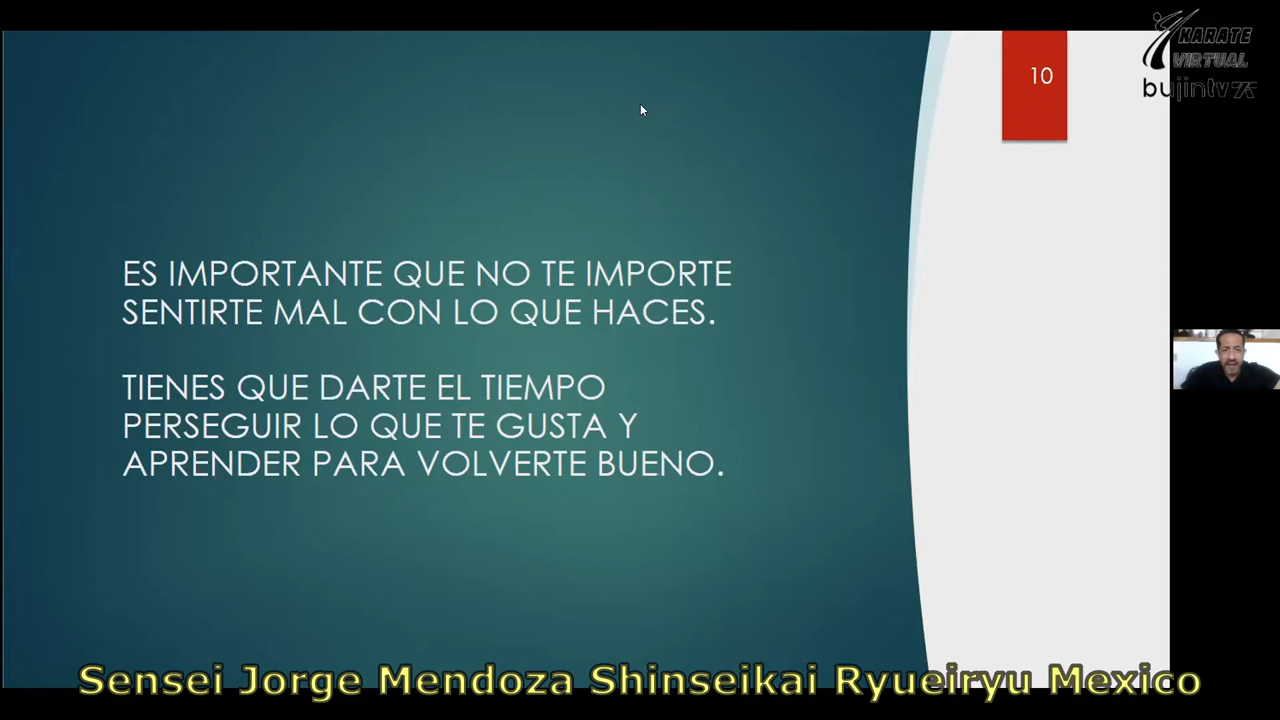 KARATE
VIRTUAL
bujintv
10
ES IMPORTANTE QUE NO TE IMPORTE
SENTIRTE MAL CON LO QUE HACES.
TIENES QUE DARTE EL TIEMPO
PERSEGUIR LO QUE TE GUSTA Y
APRENDER PARA VOLVERTE BUENO.
Sensei Jorge Mendoza Shinseikai Ryueiryu Mexico